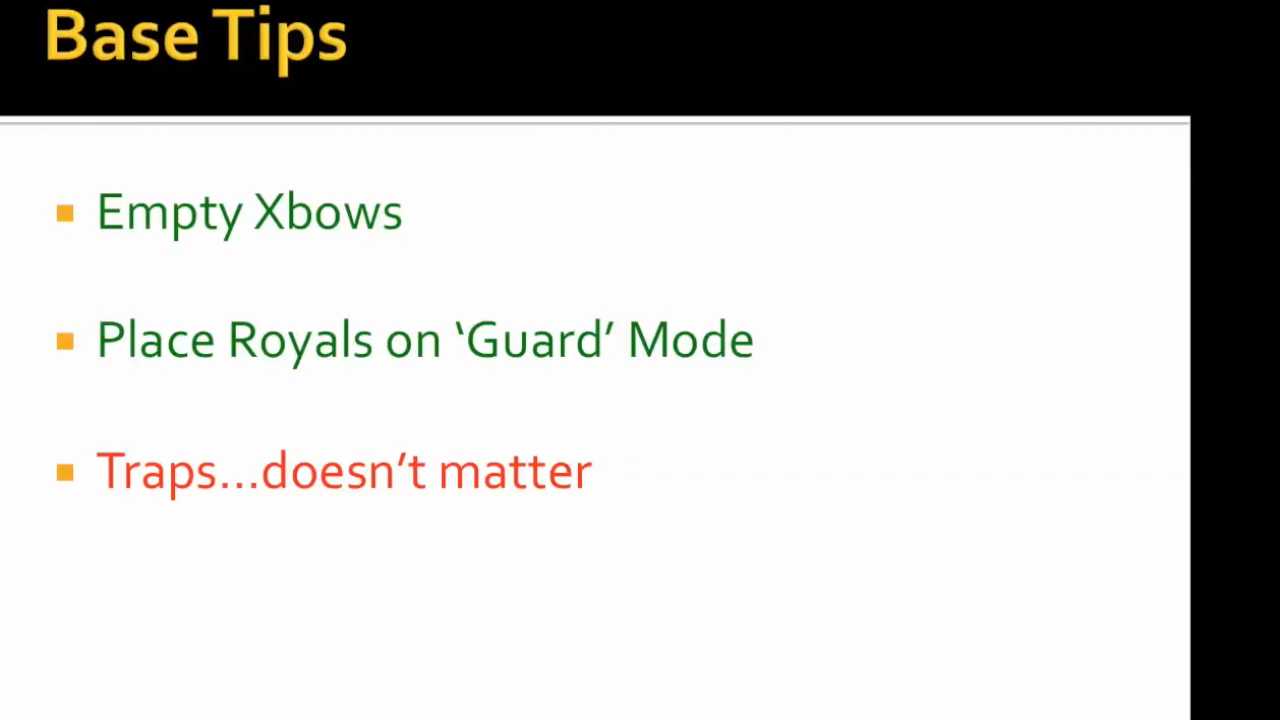 Base Tips
Empty Xbows
Place Royals on ‘Guard’ Mode
Traps...doesn’t matter